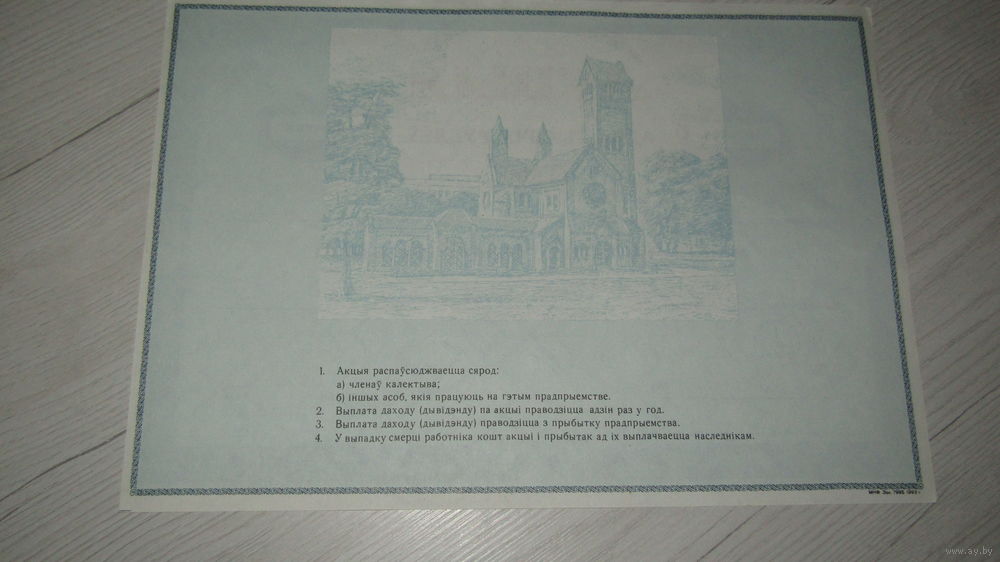 1. Акцыя распаўсюджваецца сярод:
а) членаў калектыва;
б) іншых асоб, якія працуюць на гэтым прадпрыемстве.
2. Выплата даходу (дывідэнду) па акцыі праводзіцца адзін раз у год.
3. Выплата даходу (дывідэнду) праводзіцца з прыбытку прадпрыемства.
4. У выпадку смерці работніка кошт акцыі і прыбытак ад іх выплачваецца наследнікам.
www.ay.by